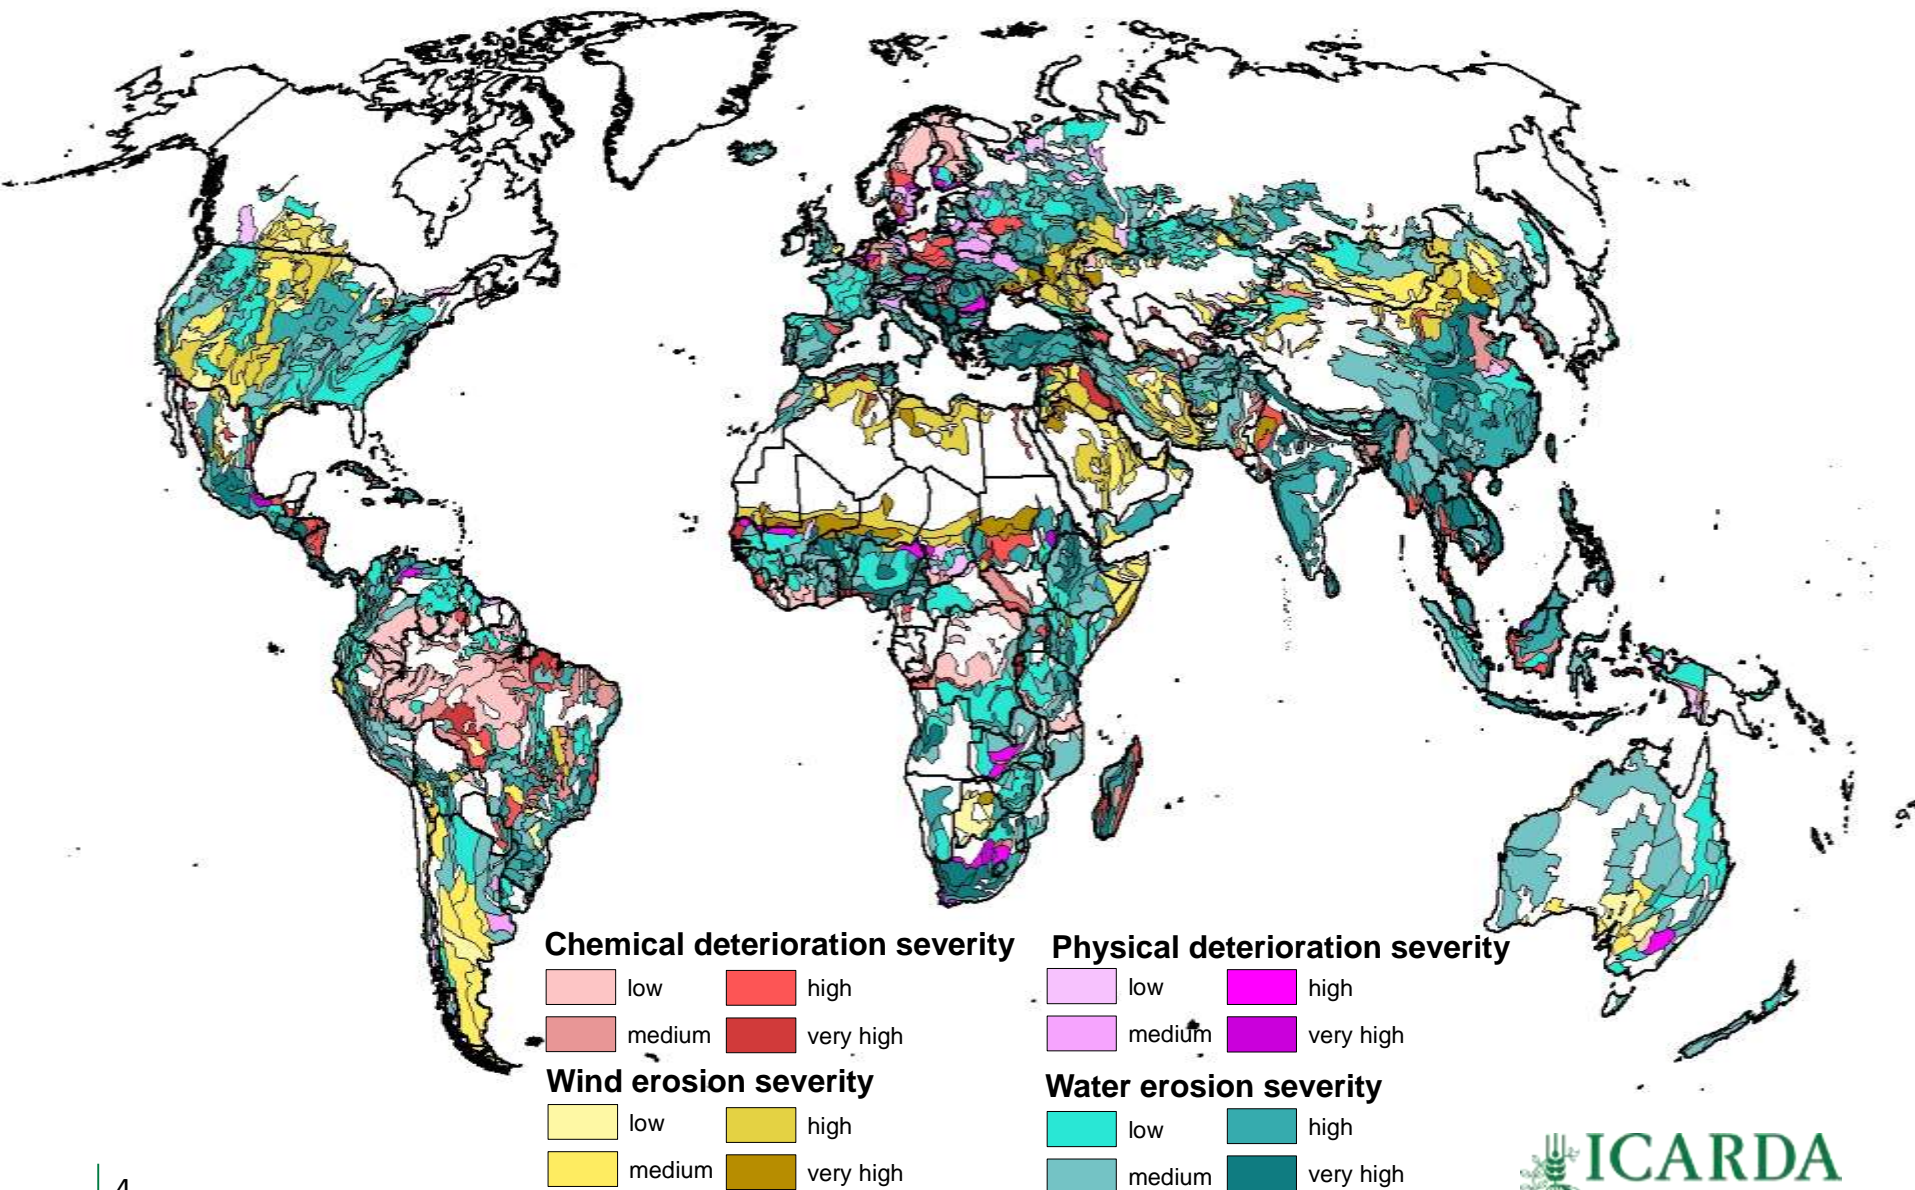 Chemical deterioration severity
low
high
medium
very high
Physical deterioration severity
low
high
medium
very high
Wind erosion severity
low
high
medium
very high
Water erosion severity
low
high
medium
very high
4
ICARDA